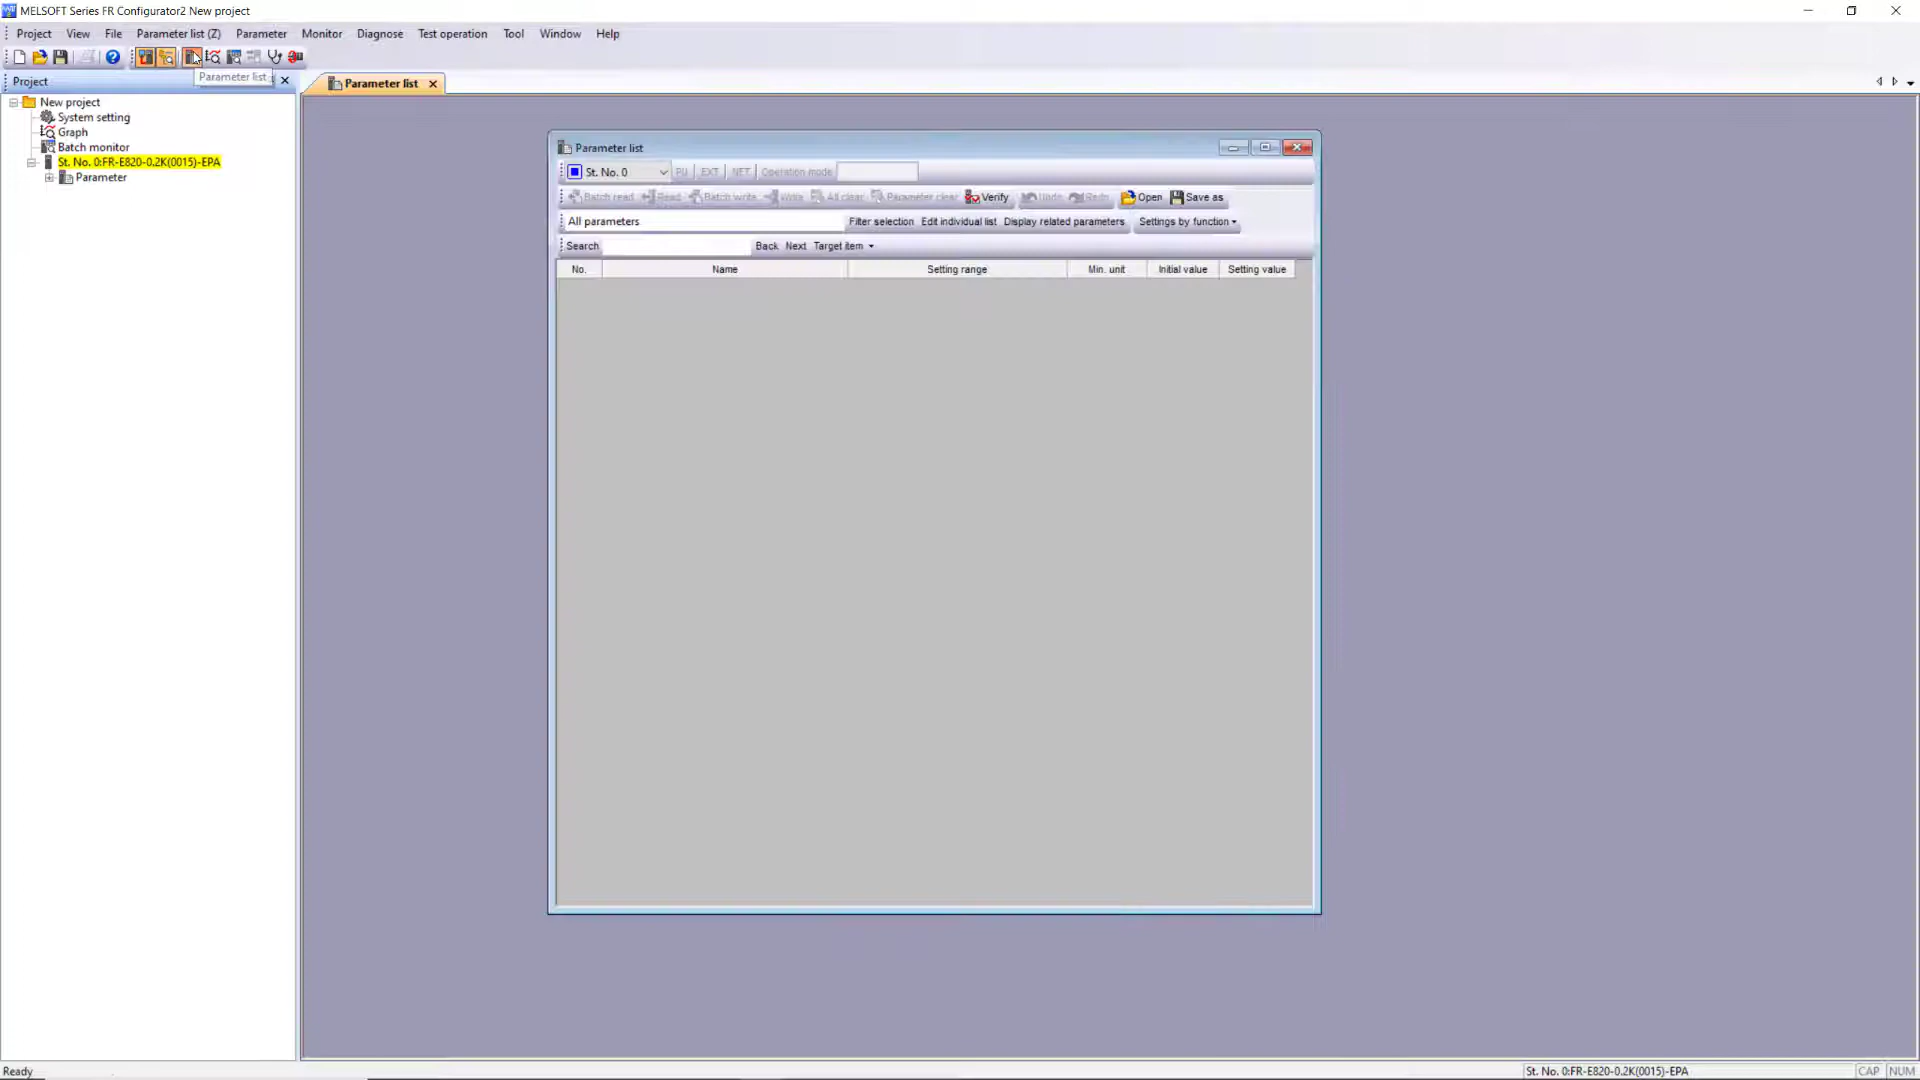 MELSOFT Series FR Configurator2 New project
Project View File Parameter list (Z) Parameter Monitor Diagnose Test operation Tool Window Help
Parameter list
Project
Parameter list
New project
System setting
Graph
Batch monitor
St. No. 0:FR-E820-0.2K(0015)-EPA
Parameter
Parameter list
St. No. 0 PU EXT NET Operation mode
Batch read Read Batch write Write All clear Parameter clear Verify Undo Redo Open Save as
All parameters Filter selection Edit individual list Display related parameters Settings by function
Search Back Next Target item
No. Name Setting range Min. unit Initial value Setting value
Ready St. No. 0:FR-E820-0.2K(0015)-EPA CAP NUM